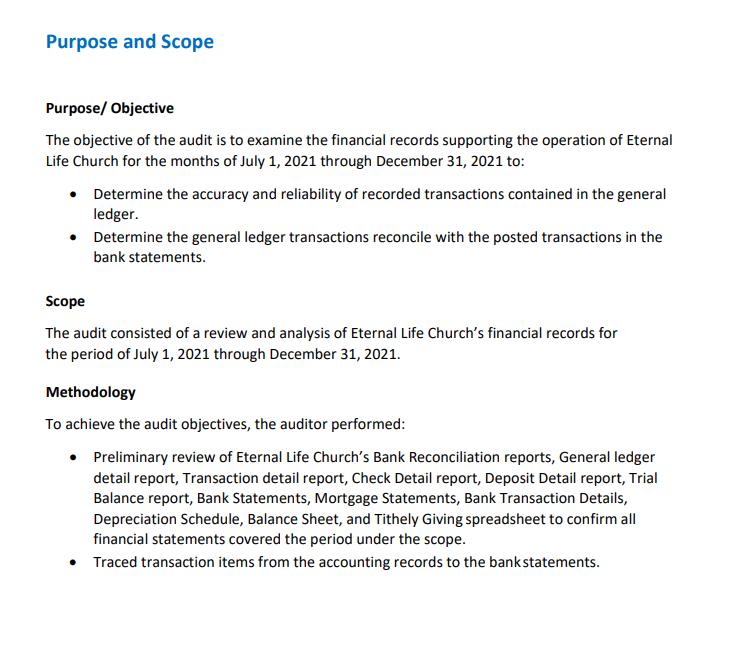 Purpose and Scope
Purpose/ Objective
The objective of the audit is to examine the financial records supporting the operation of Eternal
Life Church for the months of July 1, 2021 through December 31, 2021 to:
• Determine the accuracy and reliability of recorded transactions contained in the general
ledger.
• Determine the general ledger transactions reconcile with the posted transactions in the
bank statements.
Scope
The audit consisted of a review and analysis of Eternal Life Church’s financial records for
the period of July 1, 2021 through December 31, 2021.
Methodology
To achieve the audit objectives, the auditor performed:
• Preliminary review of Eternal Life Church’s Bank Reconciliation reports, General ledger
detail report, Transaction detail report, Check Detail report, Deposit Detail report, Trial
Balance report, Bank Statements, Mortgage Statements, Bank Transaction Details,
Depreciation Schedule, Balance Sheet, and Tithely Giving spreadsheet to confirm all
financial statements covered the period under the scope.
• Traced transaction items from the accounting records to the bank statements.